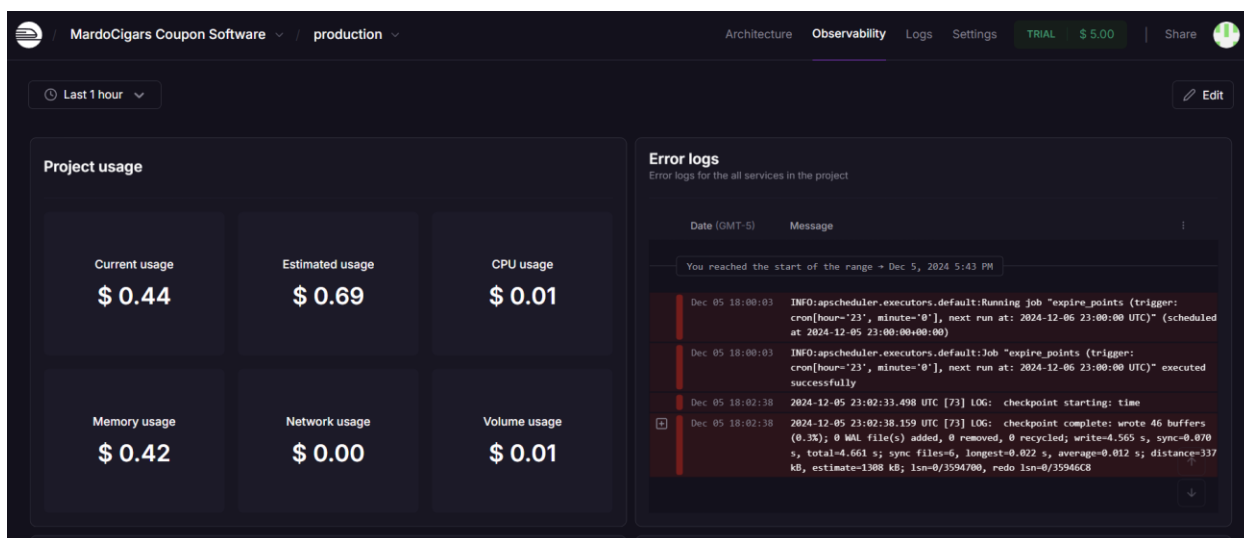 / MardoCigars Coupon Software / production
Architecture Observability Logs Settings TRIAL $ 5.00 Share
Last 1 hour
Edit
Project usage
Current usage
$ 0.44
Estimated usage
$ 0.69
CPU usage
$ 0.01
Memory usage
$ 0.42
Network usage
$ 0.00
Volume usage
$ 0.01
Error logs
Error logs for the all services in the project
Date (GMT-5) Message
You reached the start of the range → Dec 5, 2024 5:43 PM
Dec 05 18:00:03 INFO:apscheduler.executors.default:Running job "expire_points (trigger:
cron[hour='23', minute='0'], next run at: 2024-12-06 23:00:00 UTC)" (scheduled
at 2024-12-05 23:00:00+00:00)
Dec 05 18:00:03 INFO:apscheduler.executors.default:Job "expire_points (trigger:
cron[hour='23', minute='0'], next run at: 2024-12-06 23:00:00 UTC)" executed
successfully
Dec 05 18:02:38 2024-12-05 23:02:33.498 UTC [73] LOG: checkpoint starting: time
Dec 05 18:02:38 2024-12-05 23:02:38.159 UTC [73] LOG: checkpoint complete: wrote 46 buffers
(0.3%); 0 WAL file(s) added, 0 removed, 0 recycled; write=4.565 s, sync=0.070
s, total=4.661 s; sync files=6, longest=0.022 s, average=0.012 s; distance=337
kB, estimate=1308 kB; lsn=0/3594700, redo lsn=0/35946C8